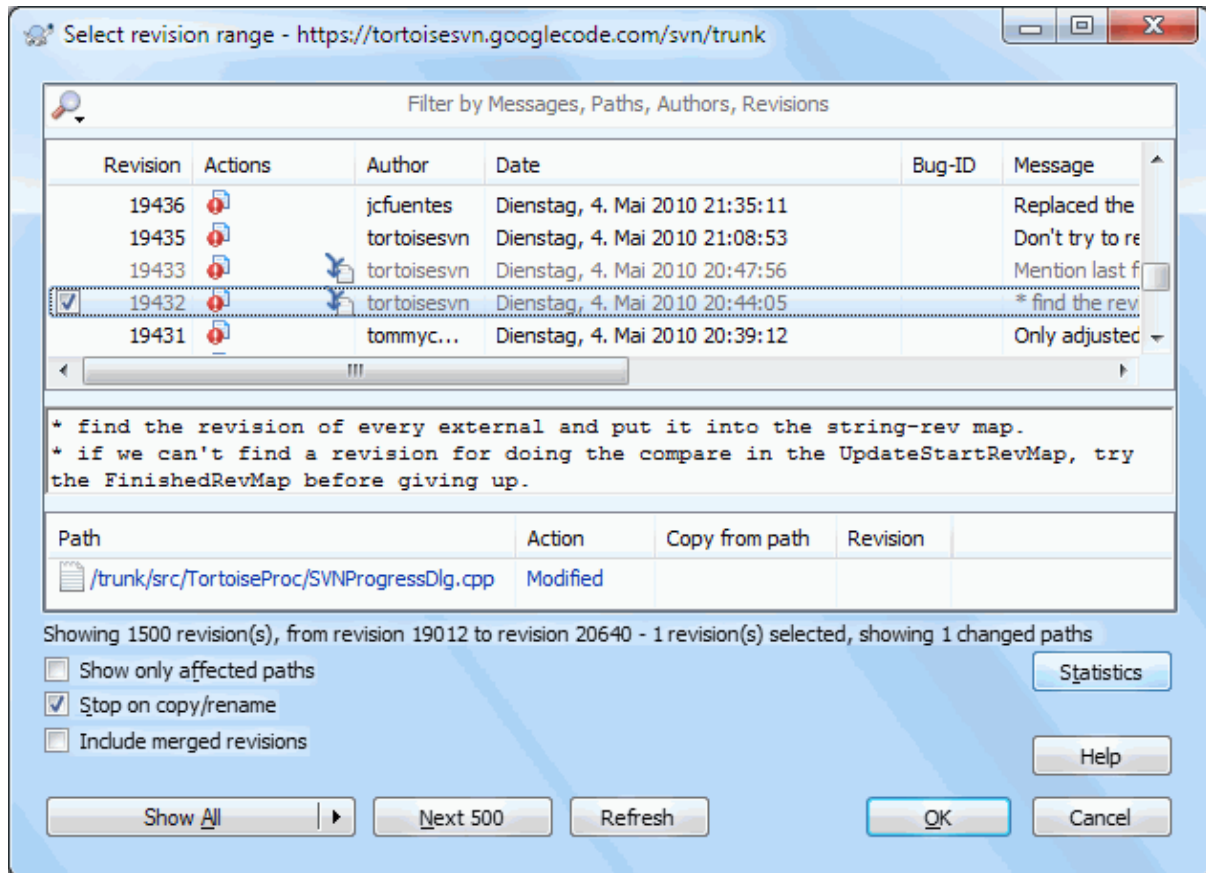 Select revision range - https://tortoisesvn.googlecode.com/svn/trunk
Filter by Messages, Paths, Authors, Revisions
Revision Actions Author Date Bug-ID Message
19436 jcfuentes Dienstag, 4. Mai 2010 21:35:11 Replaced the
19435 tortoisesvn Dienstag, 4. Mai 2010 21:08:53 Don't try to re
19433 tortoisesvn Dienstag, 4. Mai 2010 20:47:56 Mention last f
19432 tortoisesvn Dienstag, 4. Mai 2010 20:44:05 * find the rev
19431 tommyc... Dienstag, 4. Mai 2010 20:39:12 Only adjusted
* find the revision of every external and put it into the string-rev map.
* if we can't find a revision for doing the compare in the UpdateStartRevMap, try
the FinishedRevMap before giving up.
Path Action Copy from path Revision
/trunk/src/TortoiseProc/SVNProgressDlg.cpp Modified
Showing 1500 revision(s), from revision 19012 to revision 20640 - 1 revision(s) selected, showing 1 changed paths
Show only affected paths
Statistics
Stop on copy/rename
Include merged revisions
Help
Show All Next 500 Refresh OK Cancel